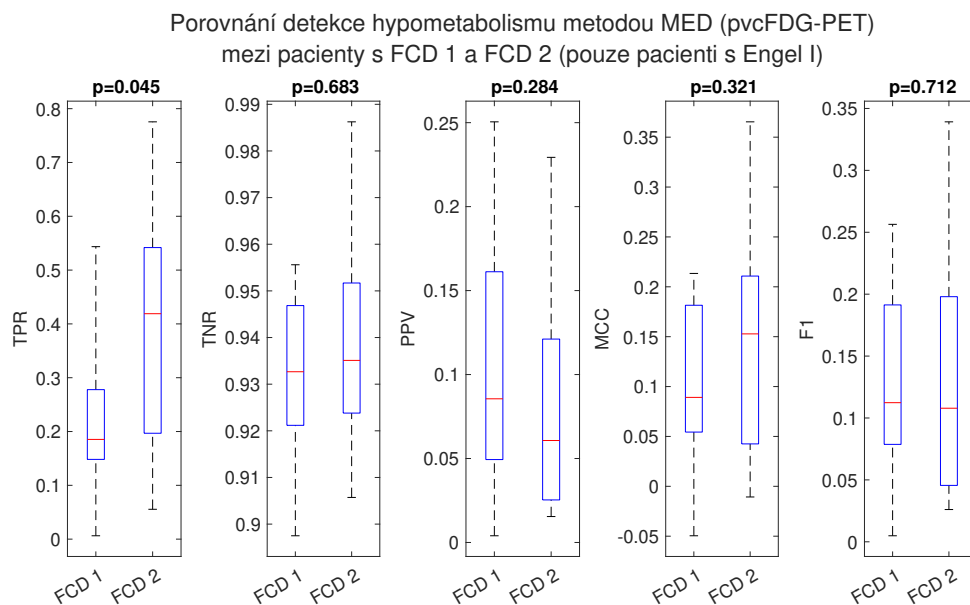 Porovnání detekce hypometabolismu metodou MED (pvcFDG-PET)
mezi pacienty s FCD 1 a FCD 2 (pouze pacienti s Engel I)
p=0.045
TPR
0.8
0.7
0.6
0.5
0.4
0.3
0.2
0.1
0
FCD 1
FCD 2
p=0.683
TNR
0.99
0.98
0.97
0.96
0.95
0.94
0.93
0.92
0.91
0.9
FCD 1
FCD 2
p=0.284
PPV
0.25
0.2
0.15
0.1
0.05
0
FCD 1
FCD 2
p=0.321
MCC
0.35
0.3
0.25
0.2
0.15
0.1
0.05
0
-0.05
FCD 1
FCD 2
p=0.712
F1
0.35
0.3
0.25
0.2
0.15
0.1
0.05
0
FCD 1
FCD 2